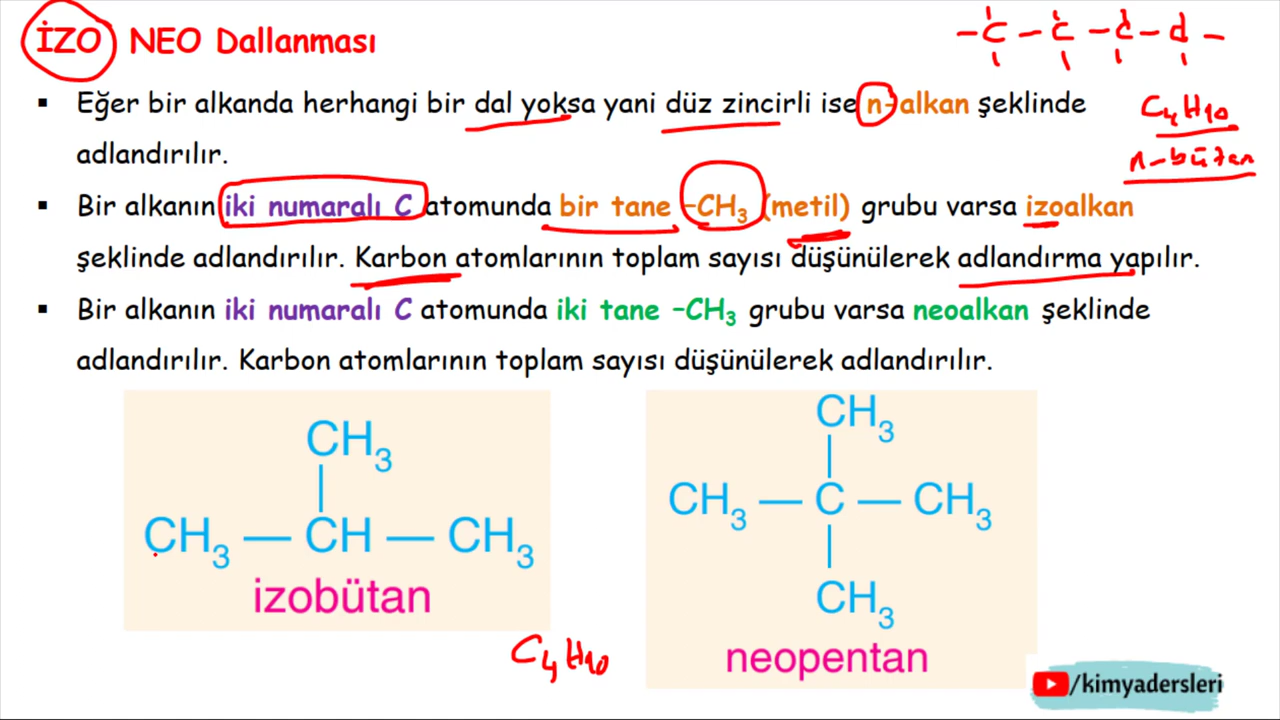 İZO NEO Dallanması
- C - C - C - C -
▪ Eğer bir alkanda herhangi bir dal yoksa yani düz zincirli ise n-alkan şeklinde
adlandırılır.
C₄H₁₀
n-bütan
▪ Bir alkanın iki numaralı C atomunda bir tane -CH₃ (metil) grubu varsa izoalkan
şeklinde adlandırılır. Karbon atomlarının toplam sayısı düşünülerek adlandırma yapılır.
▪ Bir alkanın iki numaralı C atomunda iki tane -CH₃ grubu varsa neoalkan şeklinde
adlandırılır. Karbon atomlarının toplam sayısı düşünülerek adlandırılır.
CH₃
CH₃ — CH — CH₃
izobütan
C₄H₁₀
CH₃
CH₃ — C — CH₃
CH₃
neopentan
/kimyadersleri